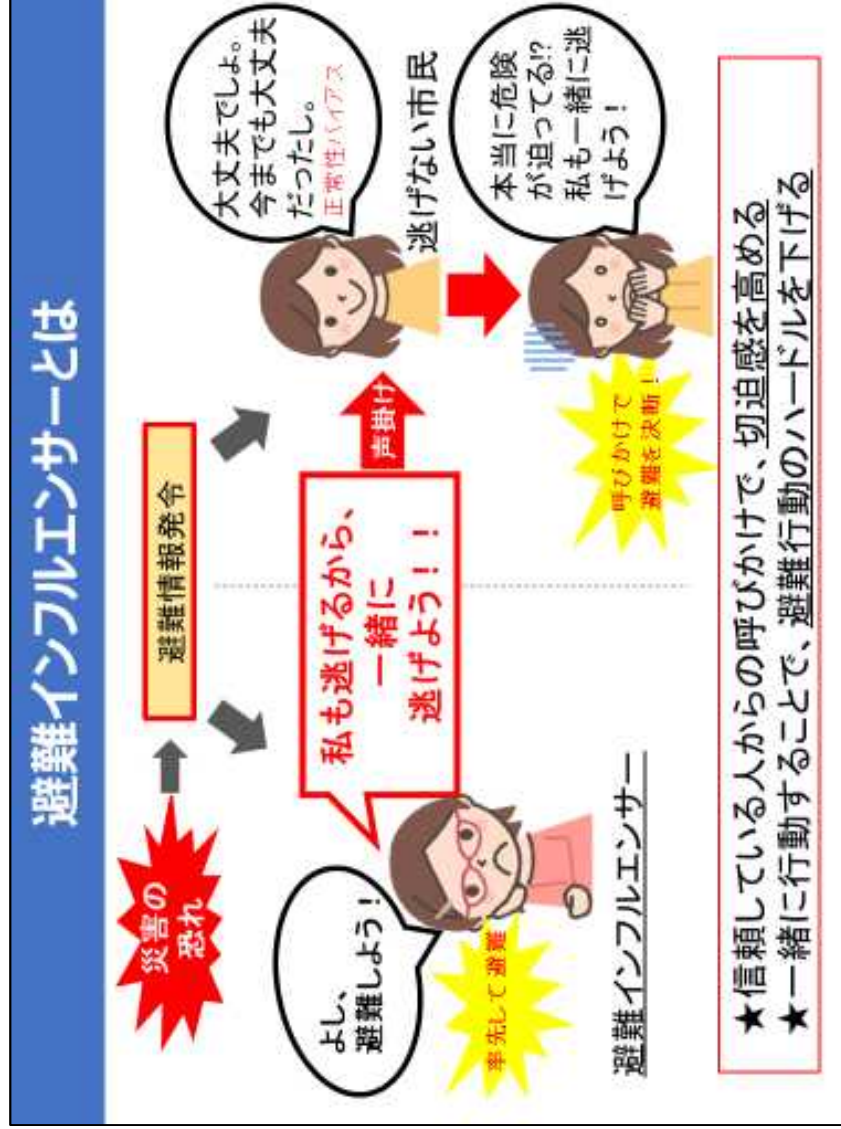 避難インフルエンサーとは
災害の
恐れ
避難情報発令
よし、
避難しよう！
率先して避難
避難インフルエンサー
私も逃げるから、
一緒に
逃げよう！！
声掛け
大丈夫でしょ。
今までも大丈夫
だったし。
正常性バイアス
逃げない市民
本当に危険
が迫ってる!?
私も一緒に逃
げよう！
呼びかけで
避難を決断！
★信頼している人からの呼びかけで、切迫感を高める
★一緒に行動することで、避難行動のハードルを下げる